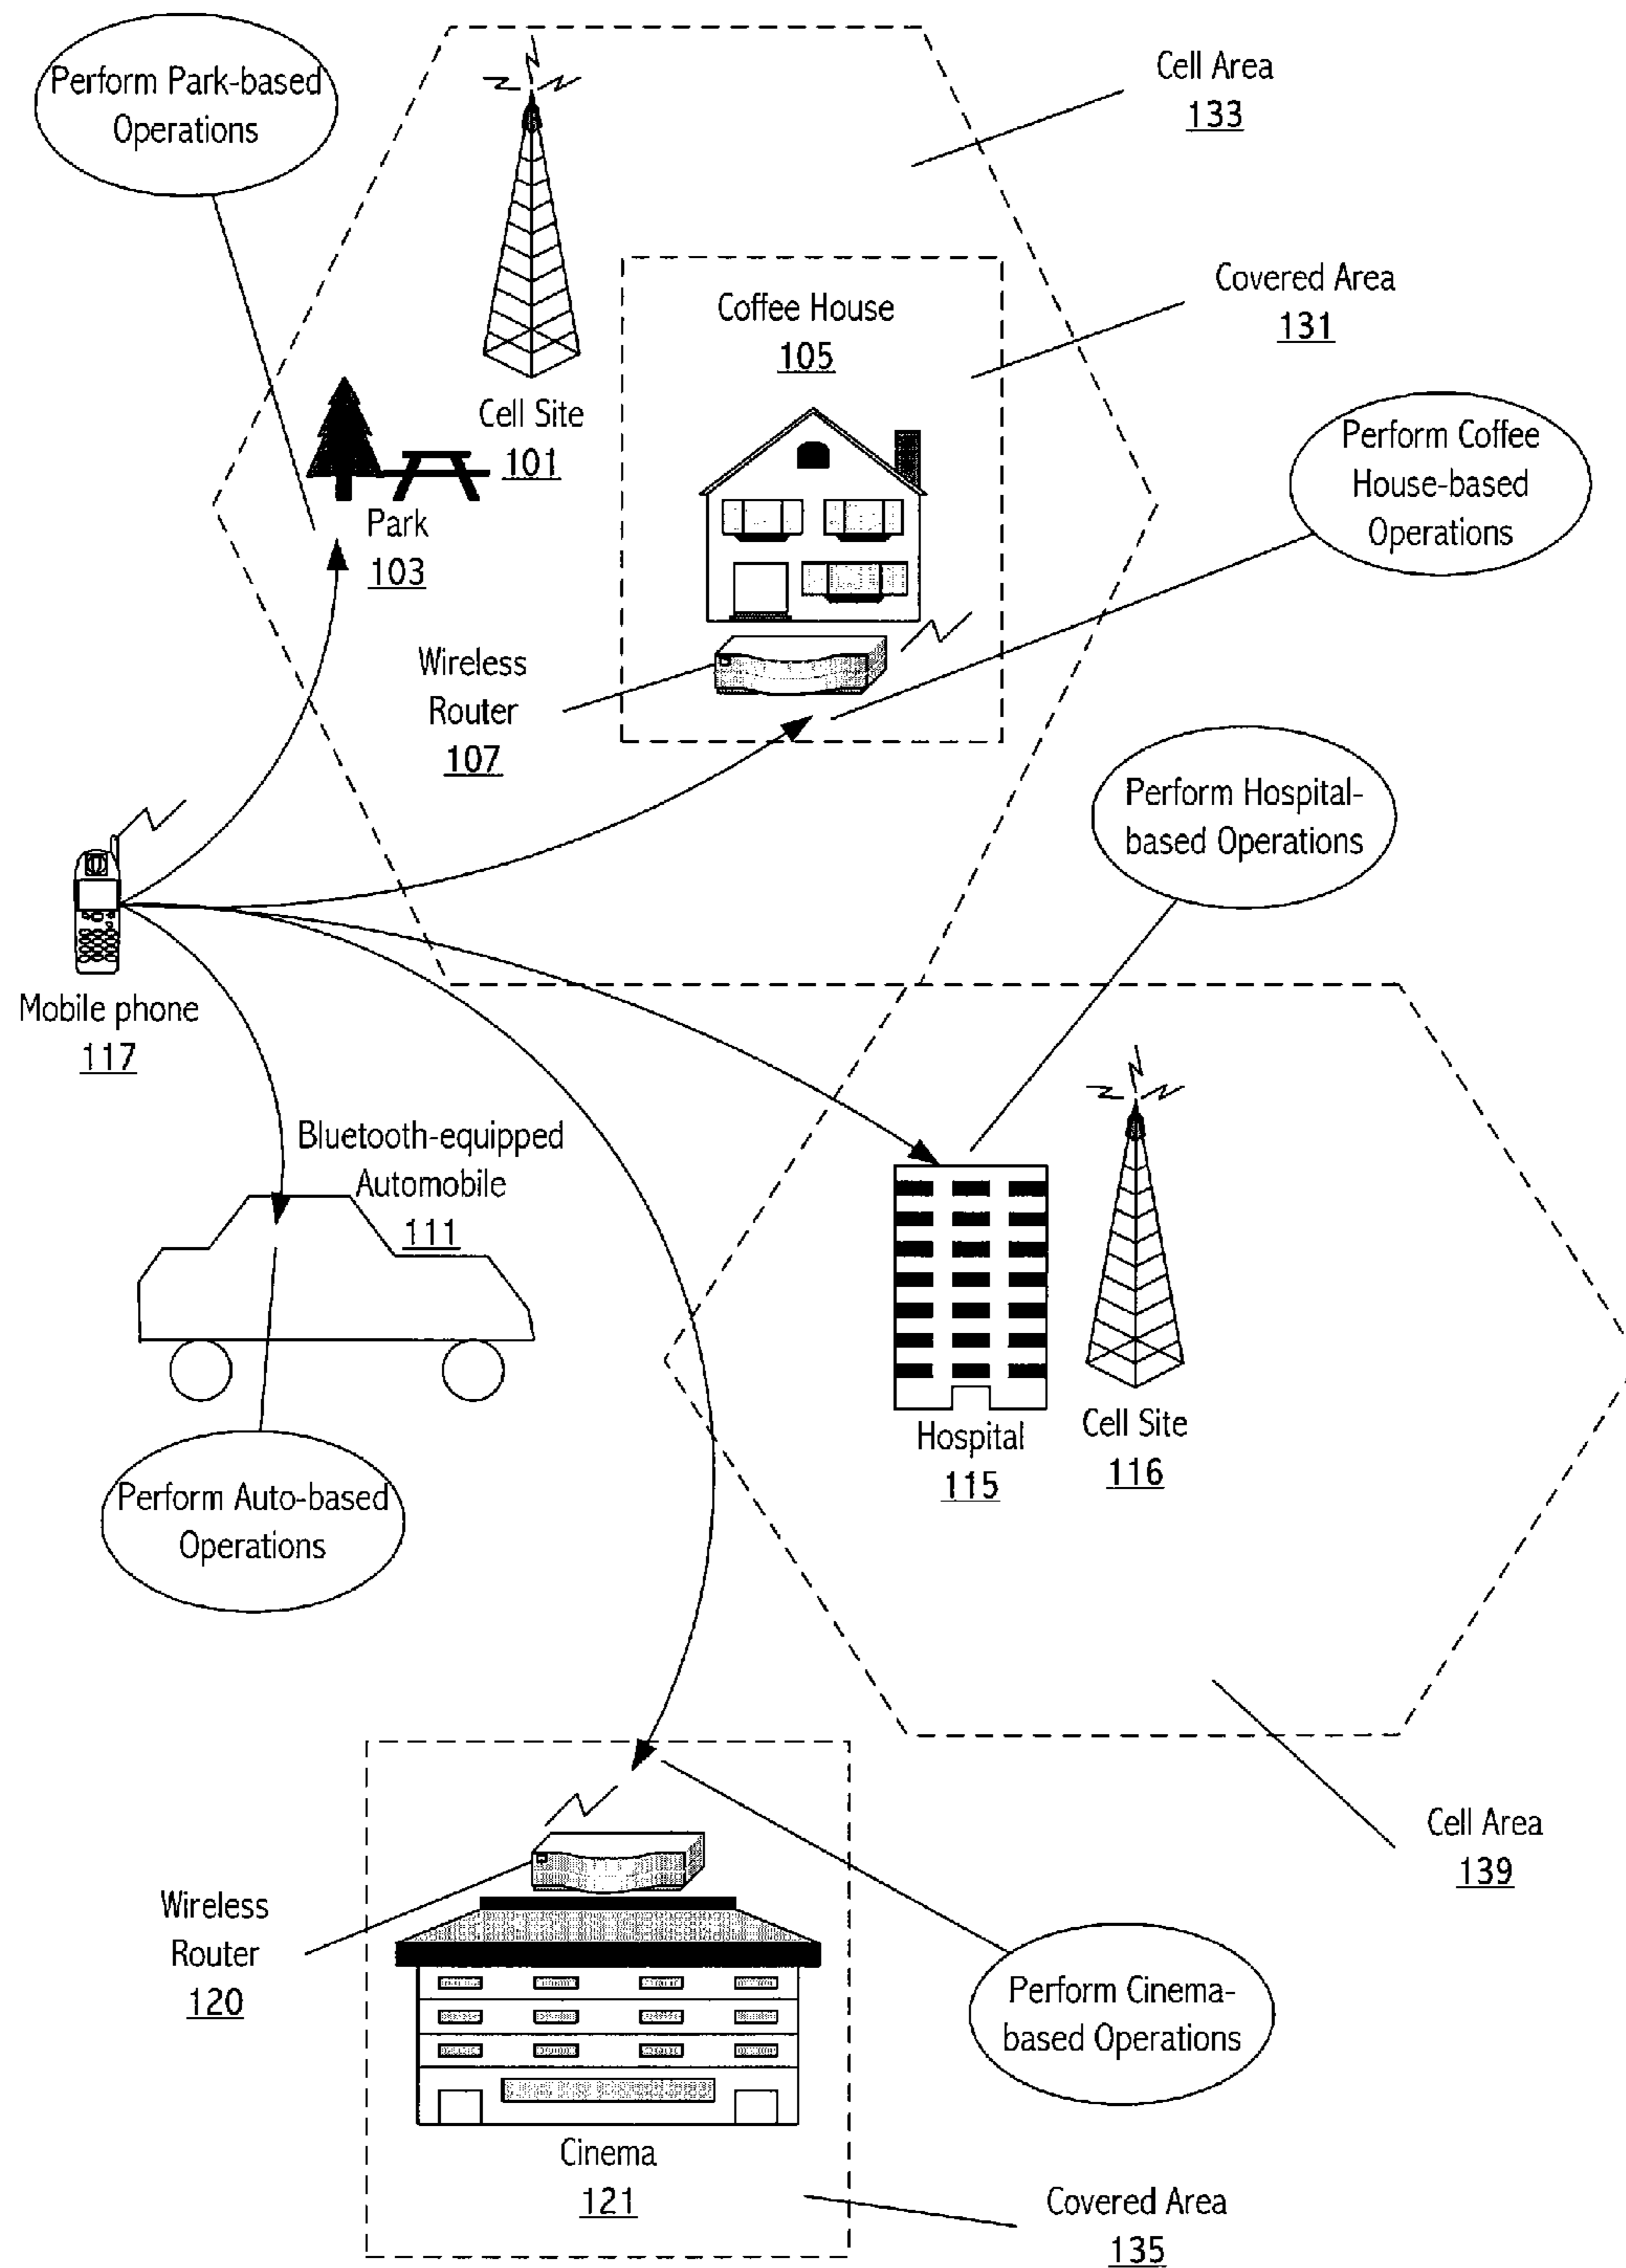 Perform Park-based
Operations
Cell Area
133
Covered Area
131
Coffee House
105
Cell Site
101
Perform Coffee
House-based
Operations
Park
103
Wireless
Router
107
Perform Hospital-
based Operations
Mobile phone
117
Bluetooth-equipped
Automobile
111
Hospital
115
Cell Site
116
Perform Auto-based
Operations
Cell Area
139
Wireless
Router
120
Perform Cinema-
based Operations
Cinema
121
Covered Area
135